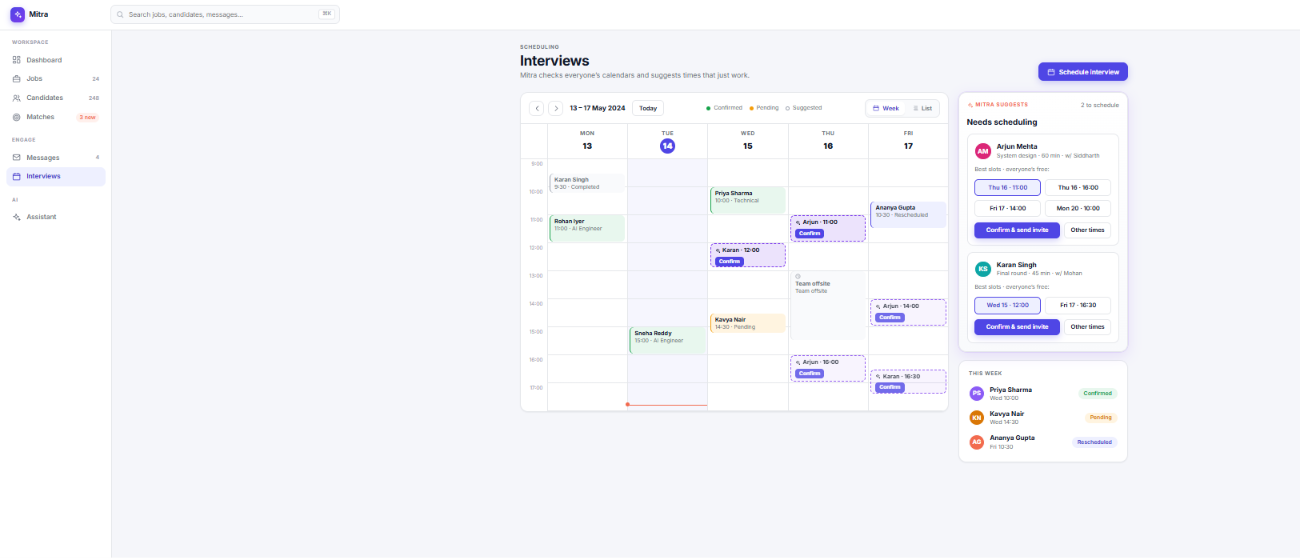 Mitra
Search jobs, candidates, messages...
⌘K
WORKSPACE
Dashboard
Jobs 24
Candidates 248
Matches 3 new
ENGAGE
Messages 4
Interviews
AI
Assistant
SCHEDULING
Interviews
Mitra checks everyone's calendars and suggests times that just work.
Schedule interview
13 – 17 May 2024
Today
Confirmed
Pending
Suggested
Week
List
MON
13
TUE
14
WED
15
THU
16
FRI
17
9:00
10:00
11:00
12:00
13:00
14:00
15:00
16:00
17:00
Karan Singh
9:30 · Completed
Rohan Iyer
11:00 · AI Engineer
Sneha Reddy
15:00 · AI Engineer
Priya Sharma
10:00 · Technical
Karan · 12:00
Confirm
Kavya Nair
14:30 · Pending
Arjun · 11:00
Confirm
Team offsite
Team offsite
Arjun · 16:00
Confirm
Ananya Gupta
10:30 · Rescheduled
Arjun · 14:00
Confirm
Karan · 16:30
Confirm
MITRA SUGGESTS
2 to schedule
Needs scheduling
AM
Arjun Mehta
System design · 60 min · w/ Siddharth
Best slots · everyone's free:
Thu 16 · 11:00
Thu 16 · 16:00
Fri 17 · 14:00
Mon 20 · 10:00
Confirm & send invite
Other times
KS
Karan Singh
Final round · 45 min · w/ Mohan
Best slots · everyone's free:
Wed 15 · 12:00
Fri 17 · 16:30
Confirm & send invite
Other times
THIS WEEK
PS
Priya Sharma
Wed 10:00
Confirmed
KN
Kavya Nair
Wed 14:30
Pending
AG
Ananya Gupta
Fri 10:30
Rescheduled